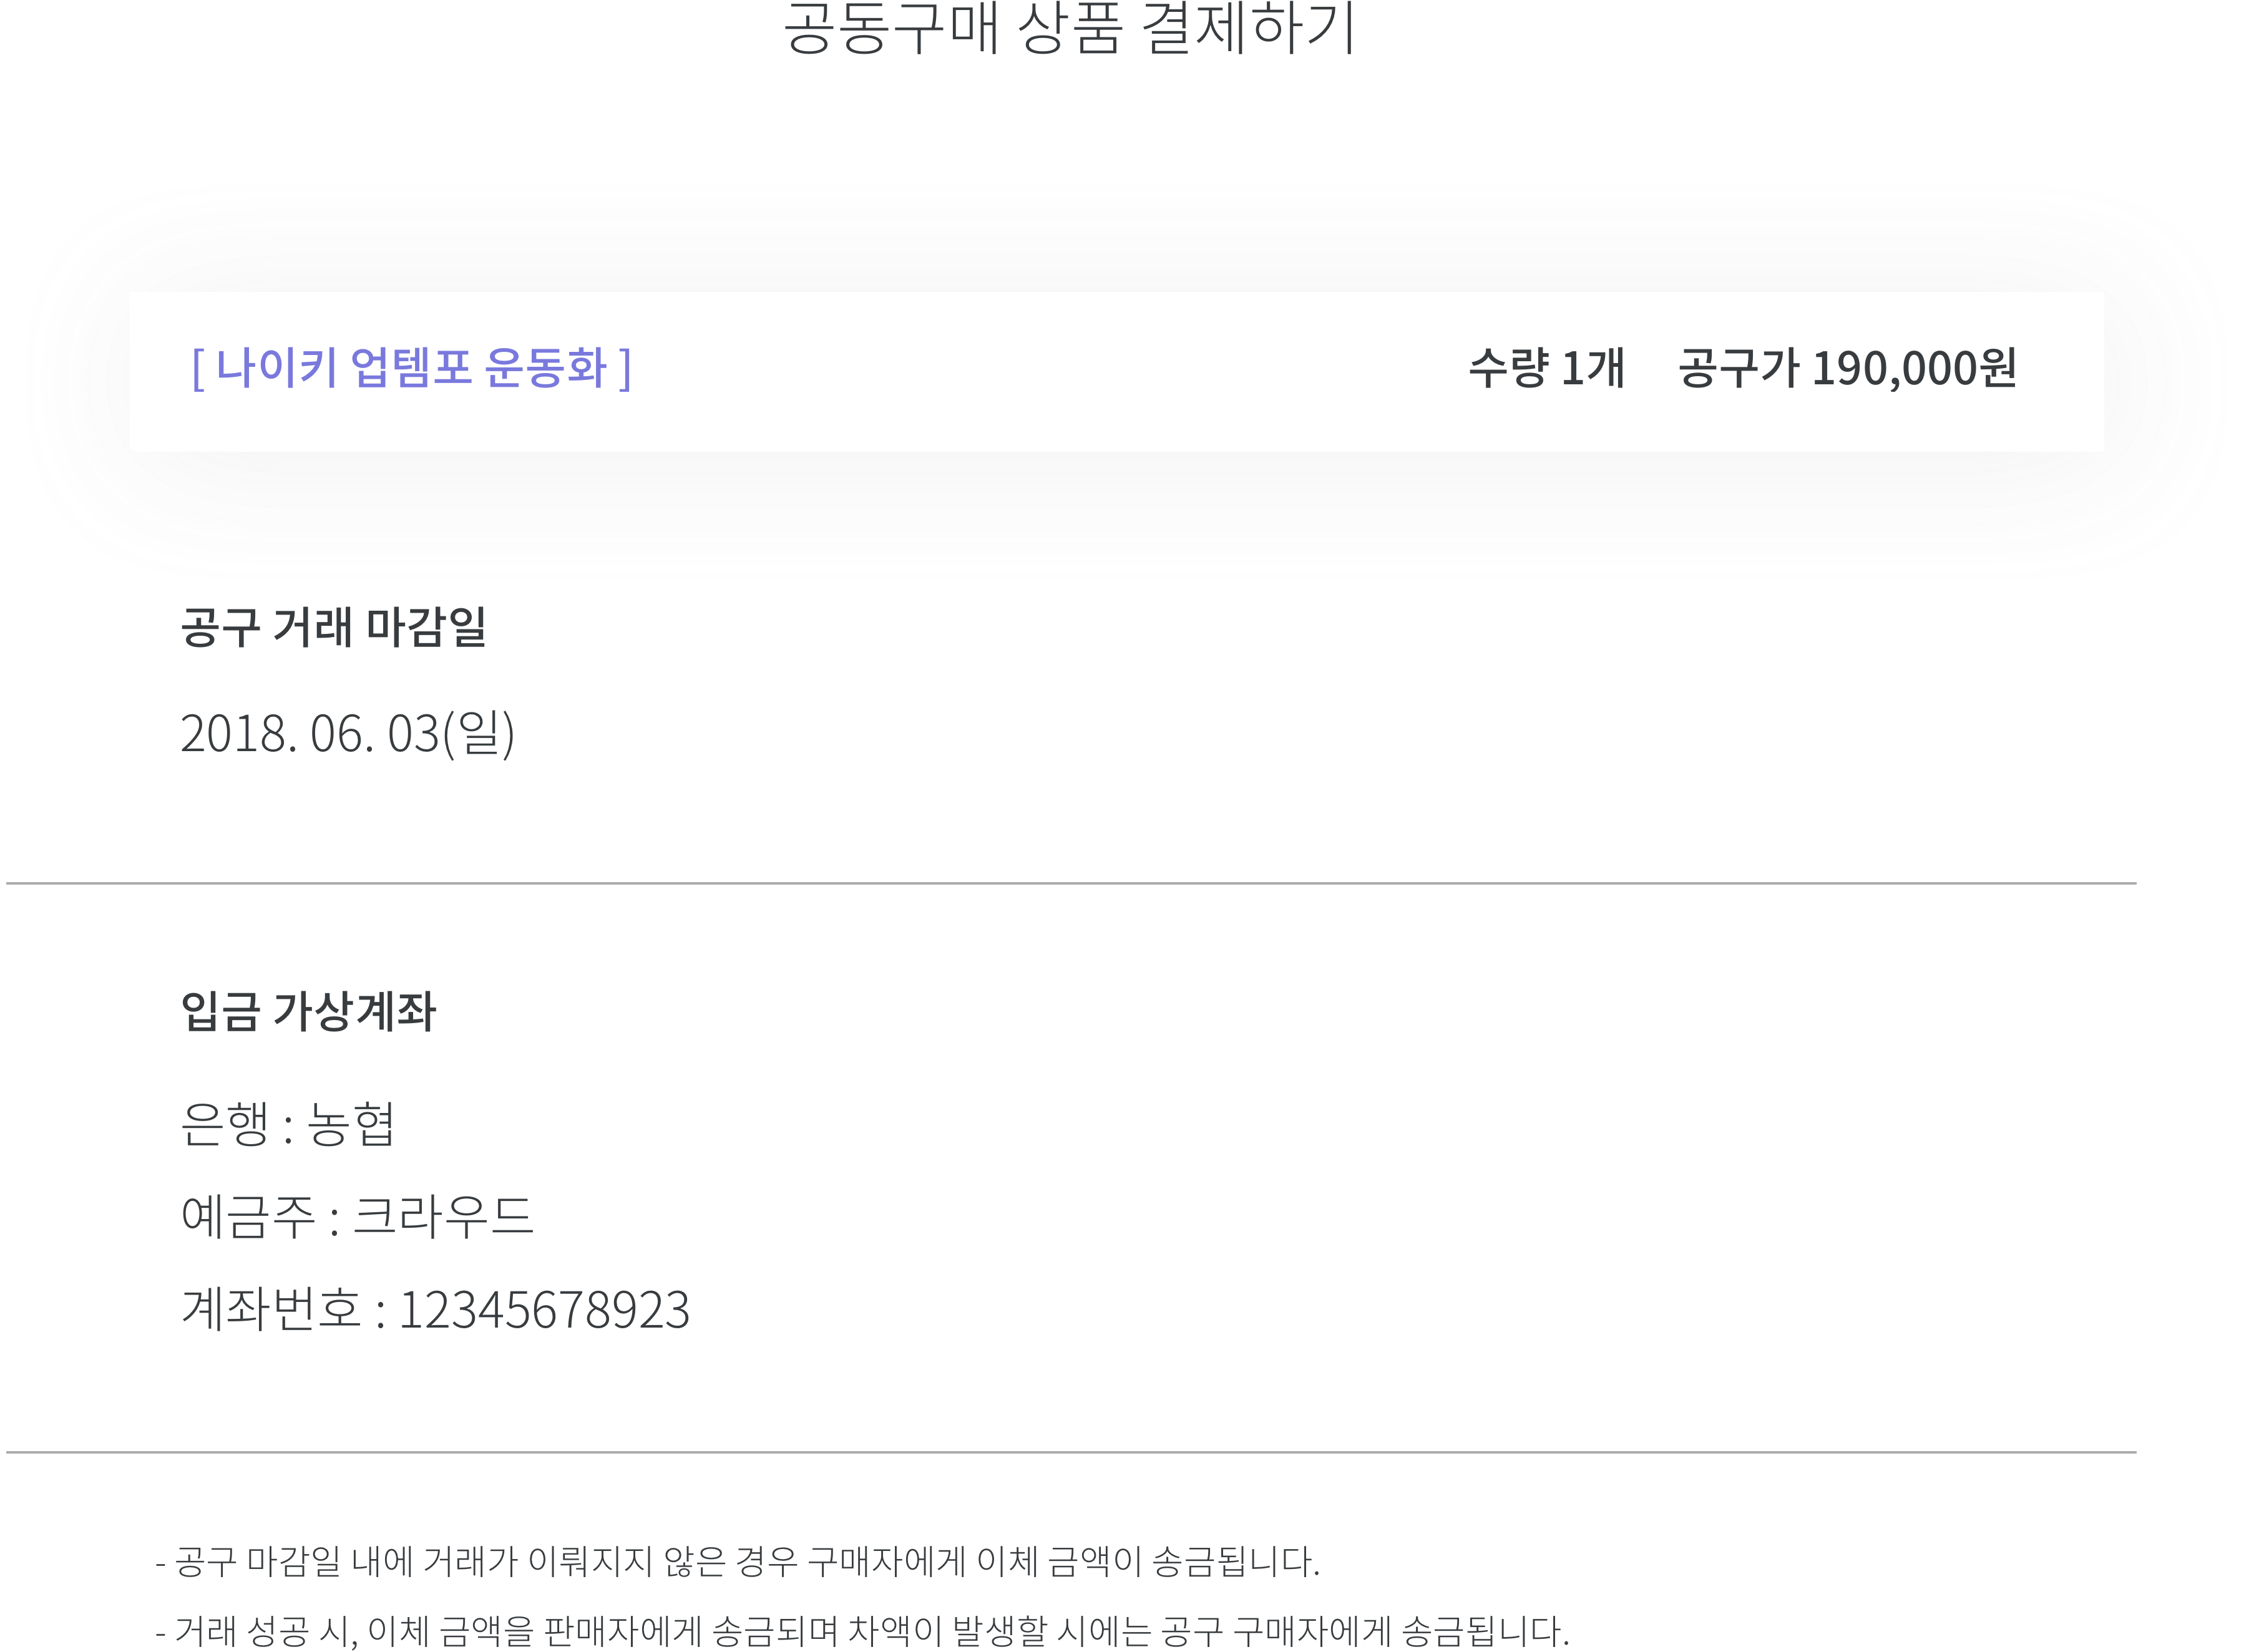 공동구매 상품 결제하기
[ 나이키 업템포 운동화 ] 수량 1개 공구가 190,000원
공구 거래 마감일
2018. 06. 03(일)
입금 가상계좌
은행 : 농협
예금주 : 크라우드
계좌번호 : 12345678923
- 공구 마감일 내에 거래가 이뤄지지 않은 경우 구매자에게 이체 금액이 송금됩니다.
- 거래 성공 시, 이체 금액을 판매자에게 송금되며 차액이 발생할 시에는 공구 구매자에게 송금됩니다.